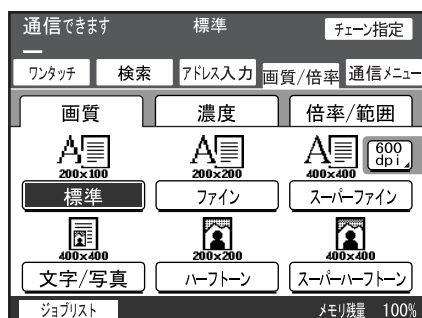 通信できます 標準 チェーン指定
ワンタッチ 検索 アドレス入力 画質/倍率 通信メニュー
画質 濃度 倍率/範囲
A A A 600
dpi
200×100 200×200 400×400
標準 ファイン スーパーファイン
400×400 200×200 400×400
文字/写真 ハーフトーン スーパーハーフトーン
ジョブリスト メモリ残量 100%